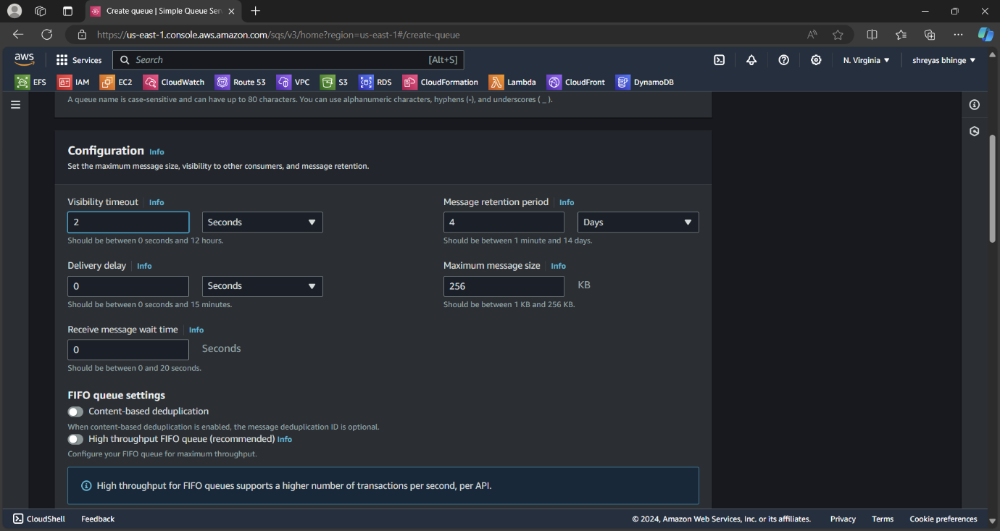 Create queue | Simple Queue Ser
https://us-east-1.console.aws.amazon.com/sqs/v3/home?region=us-east-1#/create-queue
aws Services Search [Alt+S] N. Virginia ▼ shreyas bhinge ▼
EFS IAM EC2 CloudWatch Route 53 VPC S3 RDS CloudFormation Lambda CloudFront DynamoDB
A queue name is case-sensitive and can have up to 80 characters. You can use alphanumeric characters, hyphens (-), and underscores ( _ ).
Configuration Info
Set the maximum message size, visibility to other consumers, and message retention.
Visibility timeout Info
2 Seconds
Should be between 0 seconds and 12 hours.
Message retention period Info
4 Days
Should be between 1 minute and 14 days.
Delivery delay Info
0 Seconds
Should be between 0 seconds and 15 minutes.
Maximum message size Info
256 KB
Should be between 1 KB and 256 KB.
Receive message wait time Info
0 Seconds
Should be between 0 and 20 seconds.
FIFO queue settings
Content-based deduplication
When content-based deduplication is enabled, the message deduplication ID is optional.
High throughput FIFO queue (recommended) Info
Configure your FIFO queue for maximum throughput.
High throughput for FIFO queues supports a higher number of transactions per second, per API.
CloudShell Feedback © 2024, Amazon Web Services, Inc. or its affiliates. Privacy Terms Cookie preferences